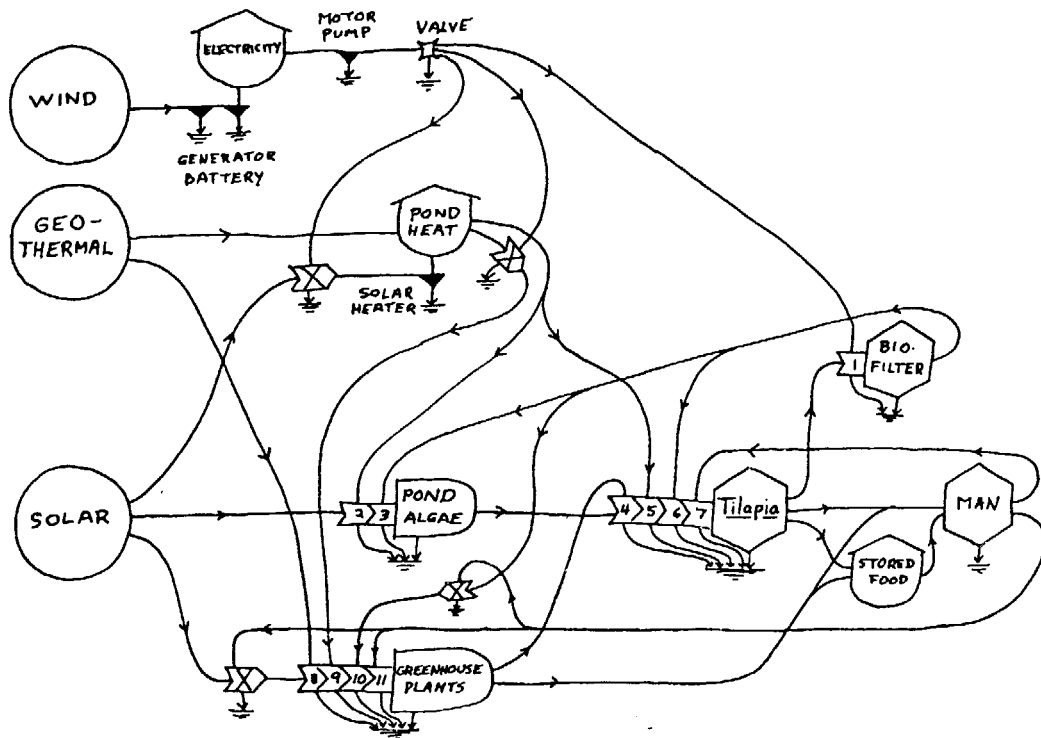 MOTOR
PUMP
VALVE
ELECTRICITY
WIND
GENERATOR
BATTERY
GEO-
THERMAL
POND
HEAT
SOLAR
HEATER
BIO-
FILTER
1
SOLAR
2 3
POND
ALGAE
4 5 6 7
Tilapia
MAN
STORED
FOOD
8 9 10 11
GREENHOUSE
PLANTS